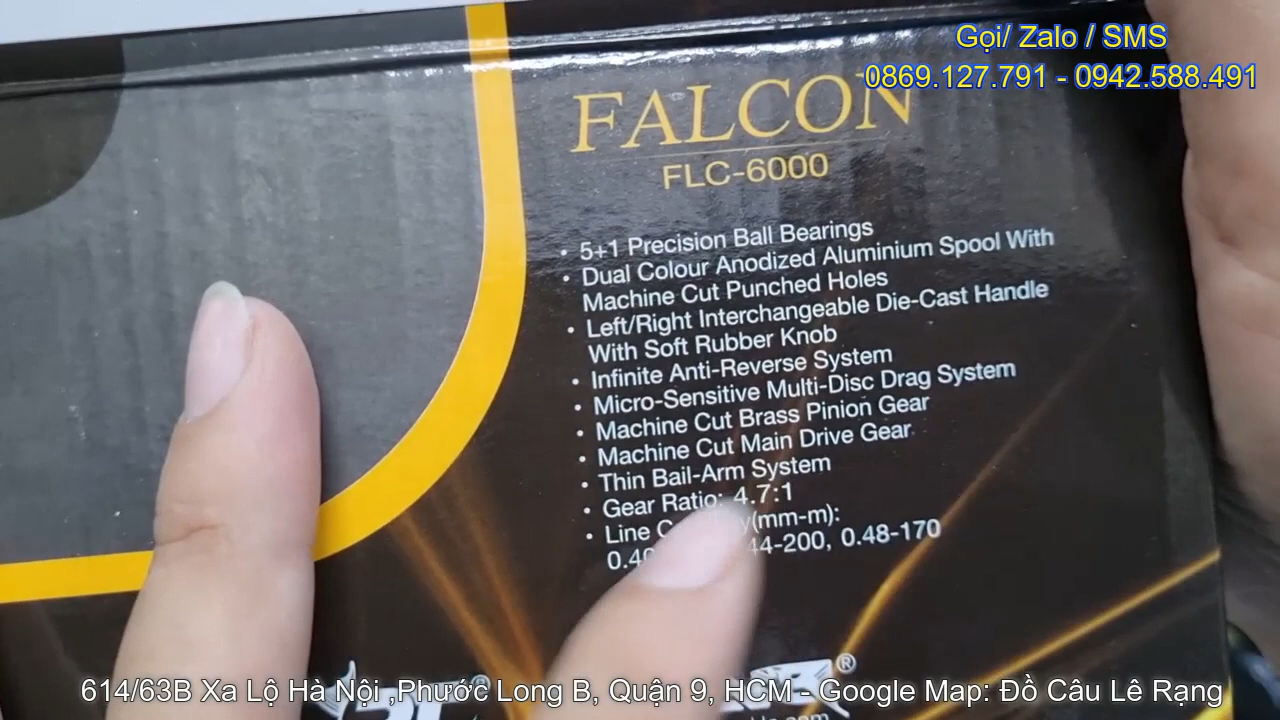 Gọi/ Zalo / SMS
0869.127.791 - 0942.588.491
FALCON
FLC-6000
• 5+1 Precision Ball Bearings
• Dual Colour Anodized Aluminium Spool With
Machine Cut Punched Holes
• Left/Right Interchangeable Die-Cast Handle
With Soft Rubber Knob
• Infinite Anti-Reverse System
• Micro-Sensitive Multi-Disc Drag System
• Machine Cut Brass Pinion Gear
• Machine Cut Main Drive Gear
• Thin Bail-Arm System
• Gear Ratio: 4.7:1
• Line (mm-m):
0.48-170
614/63B Xa Lộ Hà Nội ,Phước Long B, Quận 9, HCM - Google Map: Đồ Câu Lê Rạng